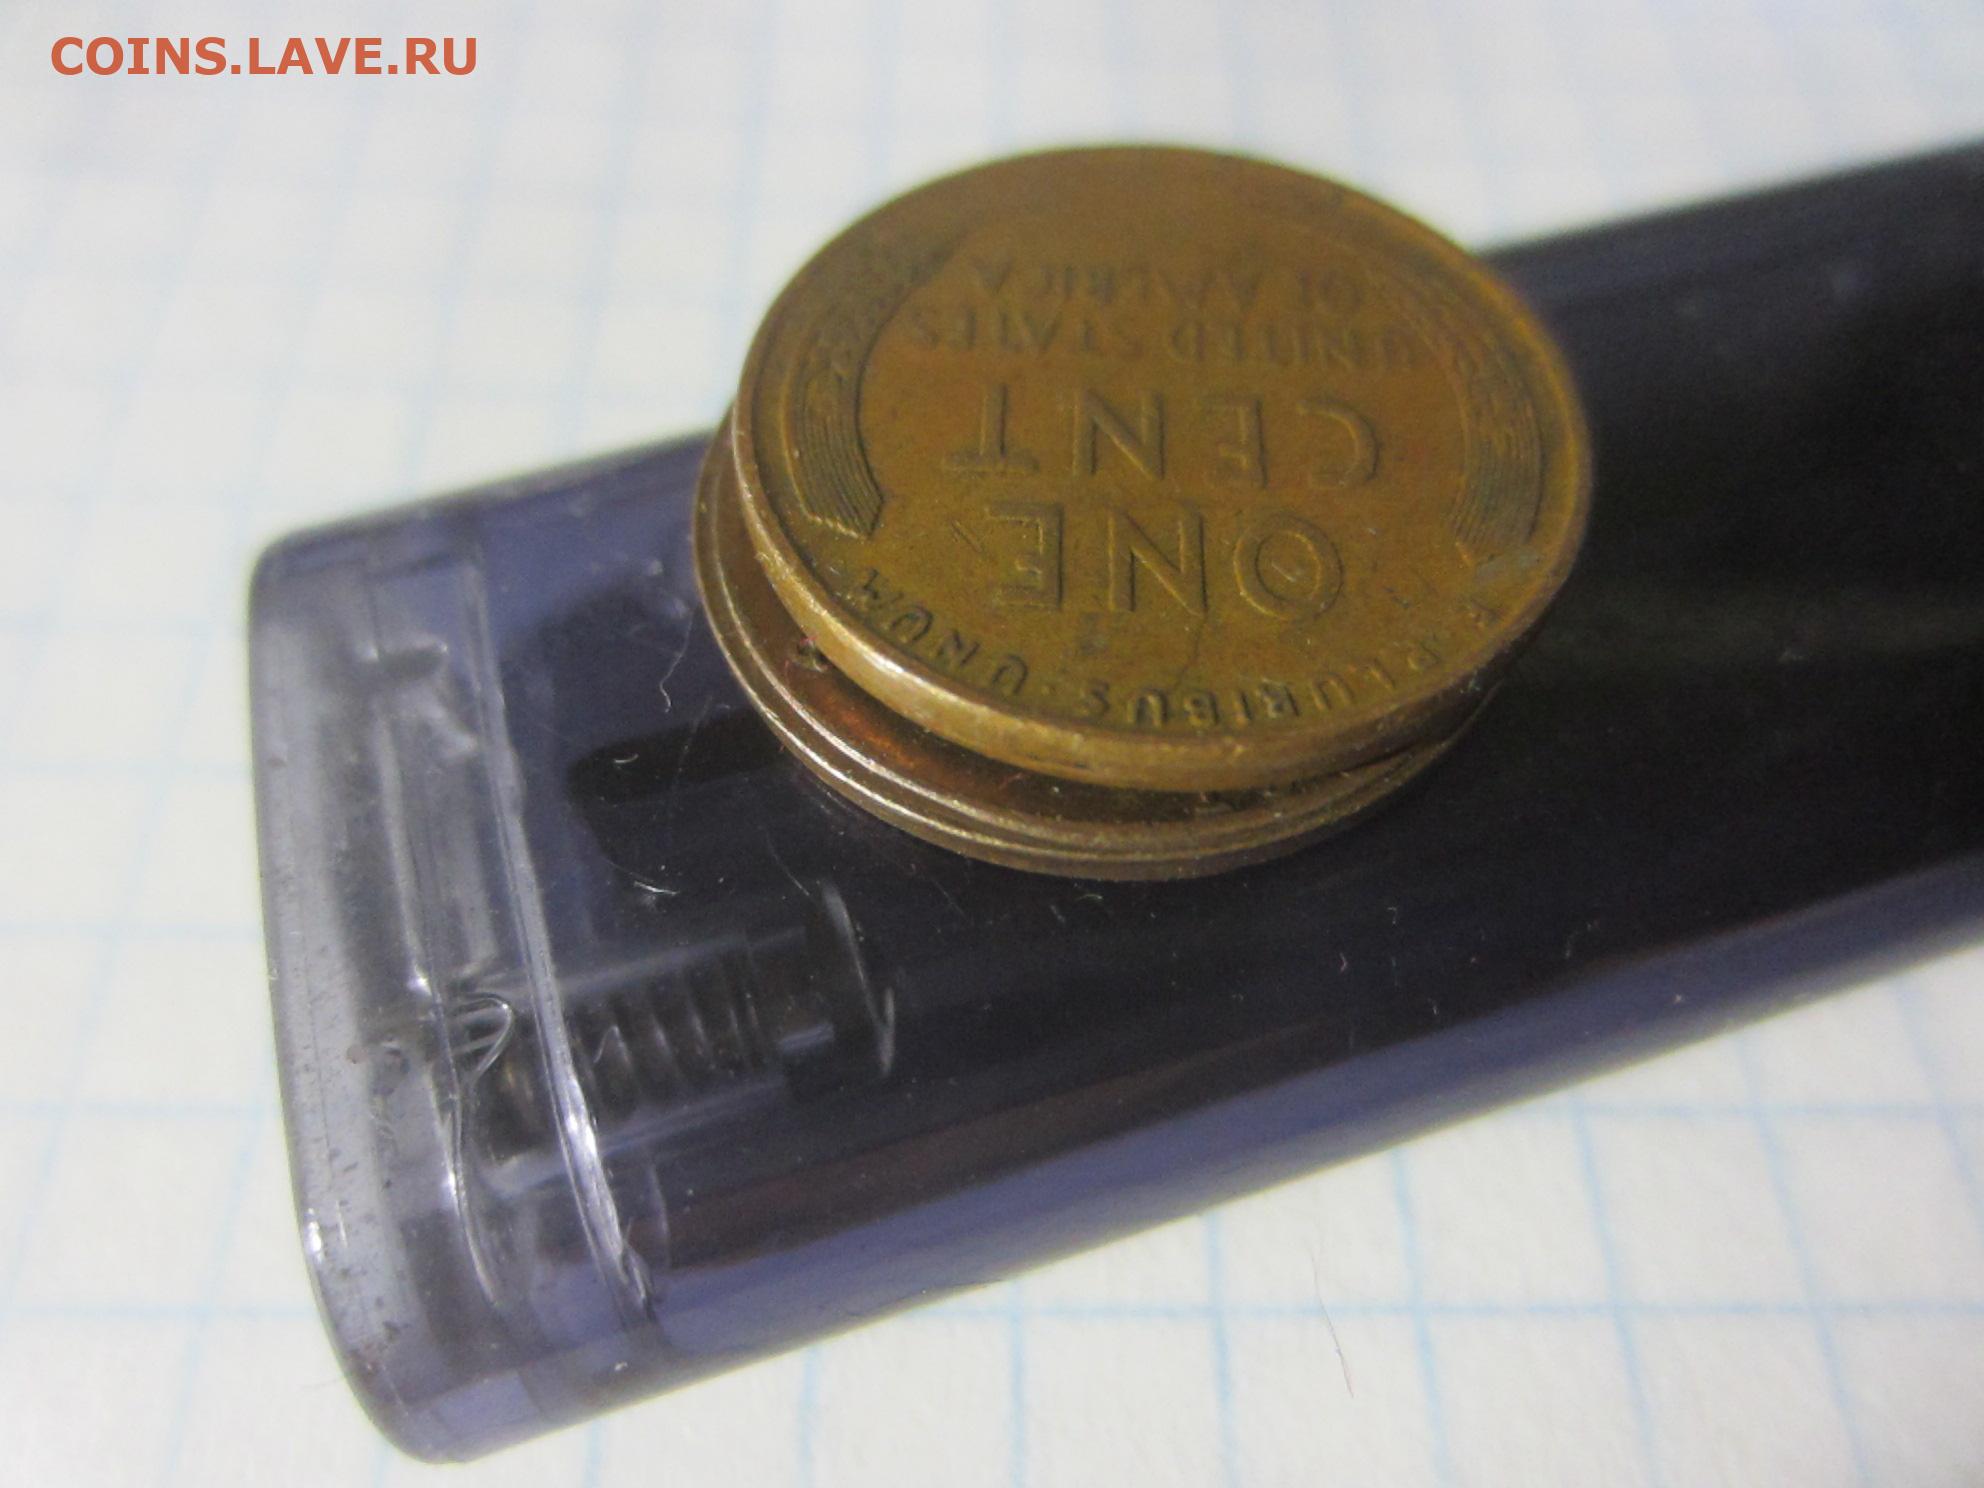 COINS.LAVE.RU
E PLURIBUS·UNUM
ONE
CENT
UNITED STATES
OF AMERICA